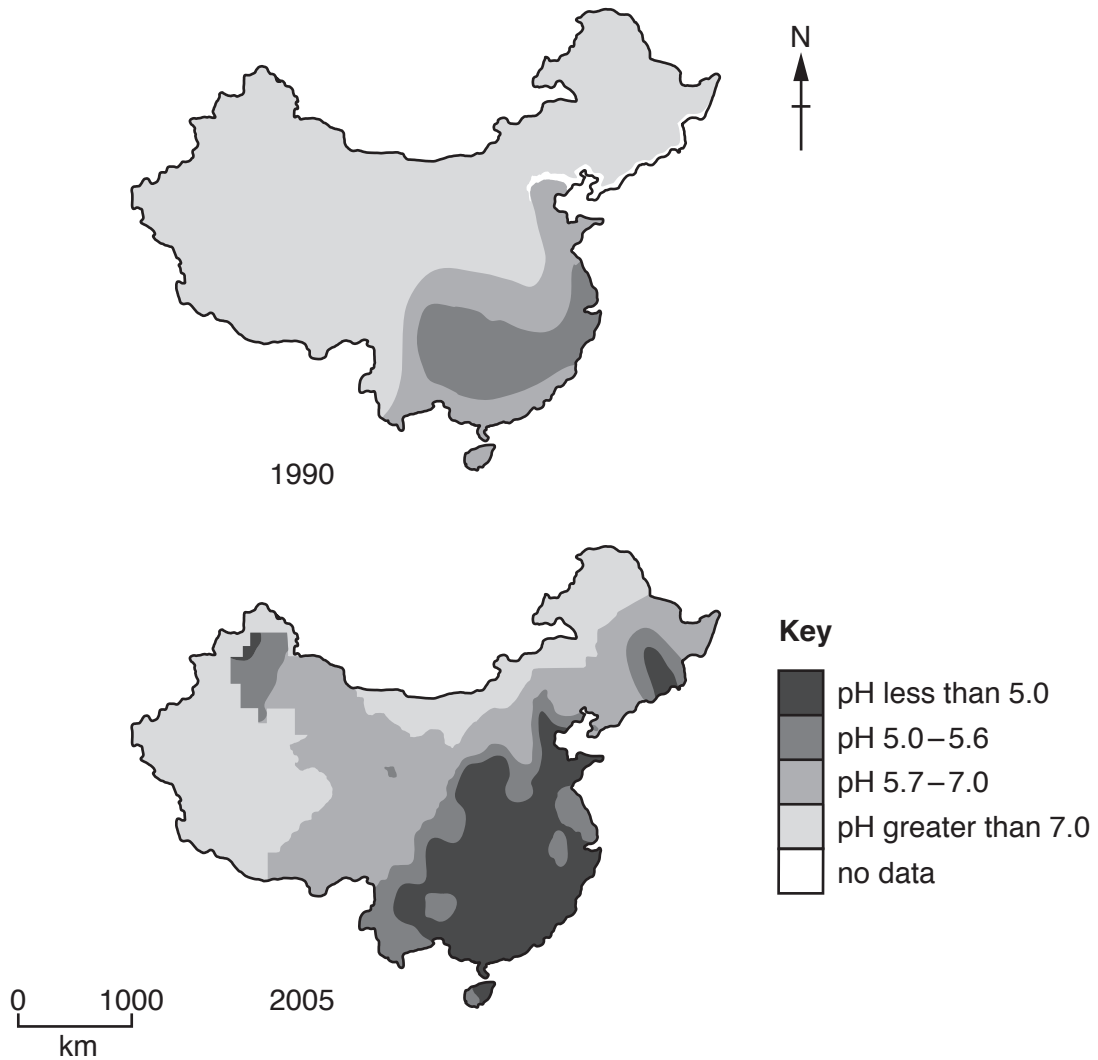 N
1990
Key
pH less than 5.0
pH 5.0–5.6
pH 5.7–7.0
pH greater than 7.0
no data
0 1000 2005
km